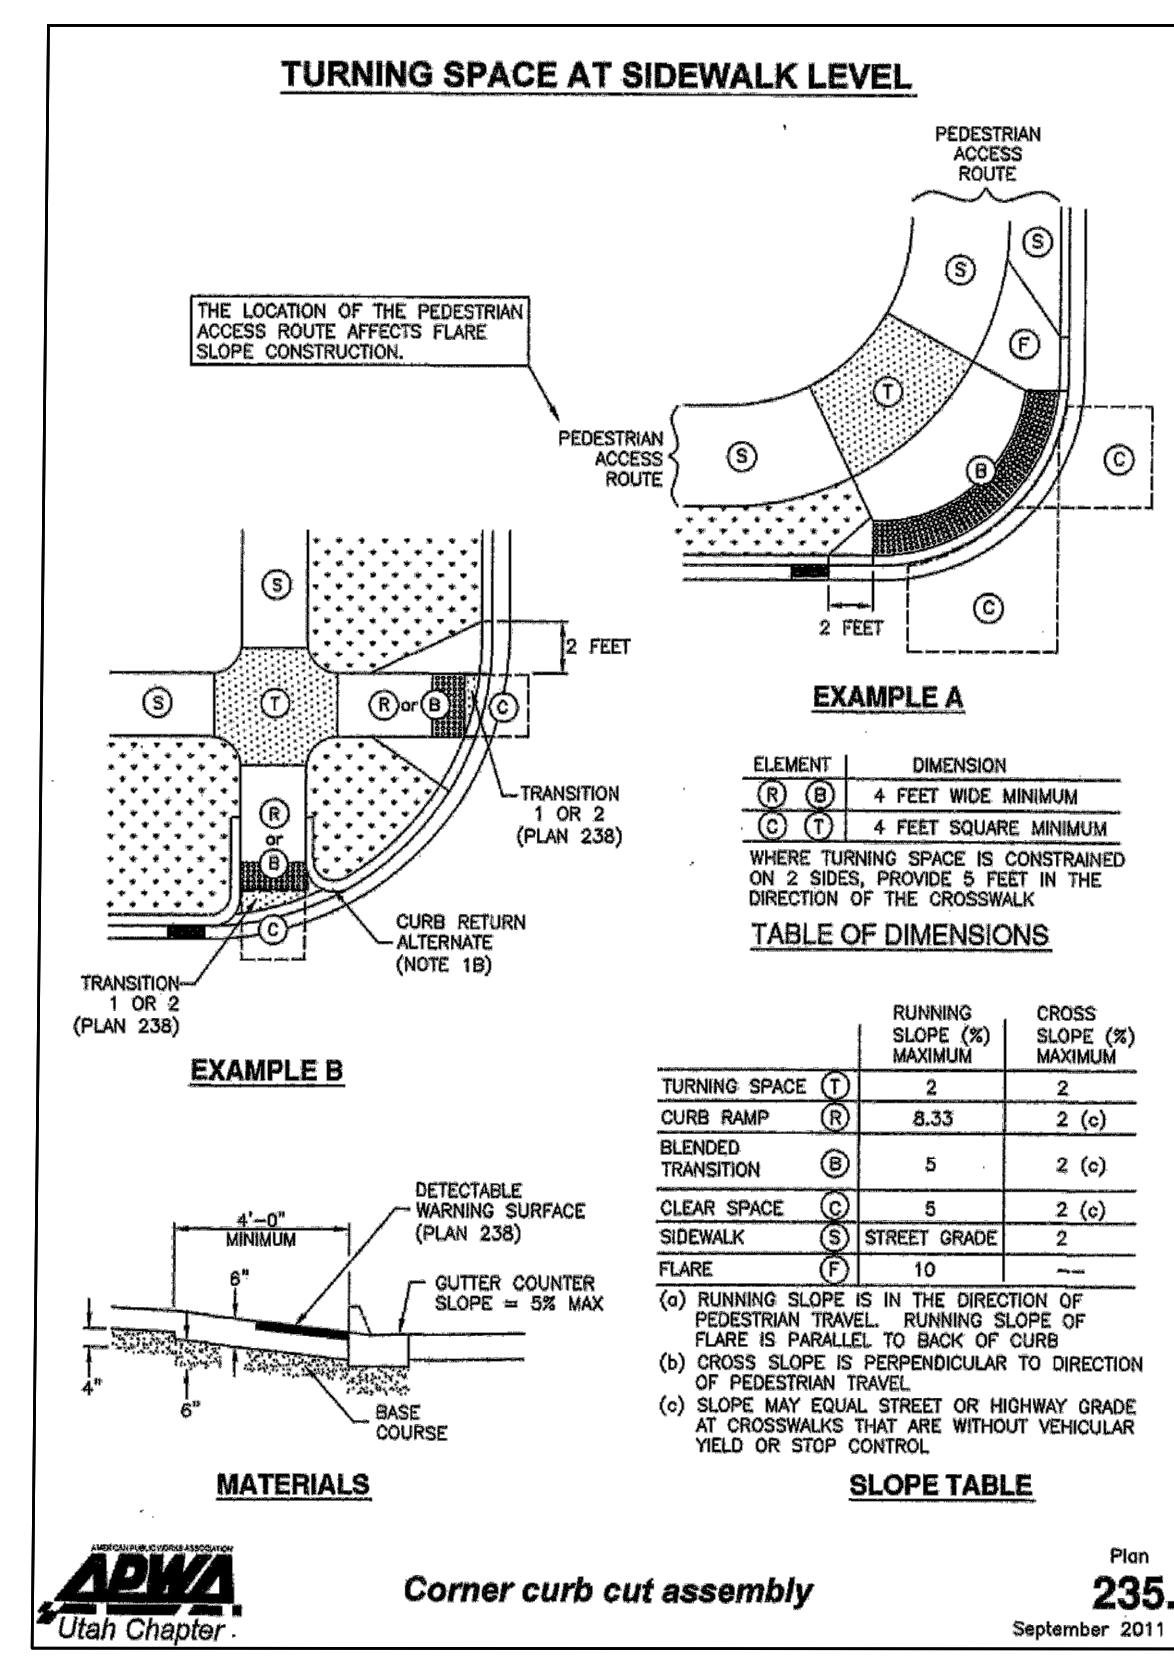 TURNING SPACE AT SIDEWALK LEVEL
PEDESTRIAN
ACCESS
ROUTE
S
S
F
T
S
B
C
C
THE LOCATION OF THE PEDESTRIAN
ACCESS ROUTE AFFECTS FLARE
SLOPE CONSTRUCTION.
PEDESTRIAN
ACCESS
ROUTE
2 FEET
EXAMPLE A
S
2 FEET
S
T
R or B
C
R
or
B
C
TRANSITION
1 OR 2
(PLAN 238)
CURB RETURN
ALTERNATE
(NOTE 1B)
TRANSITION
1 OR 2
(PLAN 238)
EXAMPLE B
ELEMENT DIMENSION
R B 4 FEET WIDE MINIMUM
C T 4 FEET SQUARE MINIMUM
WHERE TURNING SPACE IS CONSTRAINED
ON 2 SIDES, PROVIDE 5 FEET IN THE
DIRECTION OF THE CROSSWALK
TABLE OF DIMENSIONS
RUNNING SLOPE (%) MAXIMUM CROSS SLOPE (%) MAXIMUM
TURNING SPACE T 2 2
CURB RAMP R 8.33 2 (c)
BLENDED
TRANSITION B 5 2 (c)
CLEAR SPACE C 5 2 (c)
SIDEWALK S STREET GRADE 2
FLARE F 10 --
(a) RUNNING SLOPE IS IN THE DIRECTION OF
PEDESTRIAN TRAVEL. RUNNING SLOPE OF
FLARE IS PARALLEL TO BACK OF CURB
(b) CROSS SLOPE IS PERPENDICULAR TO DIRECTION
OF PEDESTRIAN TRAVEL
(c) SLOPE MAY EQUAL STREET OR HIGHWAY GRADE
AT CROSSWALKS THAT ARE WITHOUT VEHICULAR
YIELD OR STOP CONTROL
SLOPE TABLE
4'-0"
MINIMUM
DETECTABLE
WARNING SURFACE
(PLAN 238)
6"
GUTTER COUNTER
SLOPE = 5% MAX
4"
6"
BASE
COURSE
MATERIALS
AMERICAN PUBLIC WORKS ASSOCIATION
APWA
Utah Chapter
Corner curb cut assembly
Plan
235.
September 2011